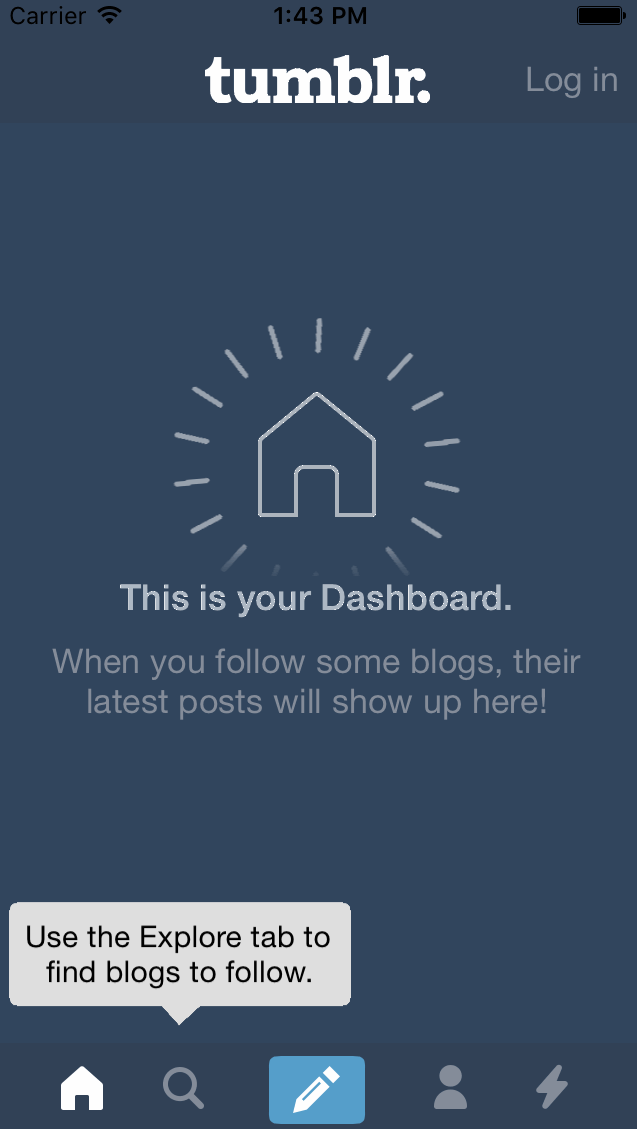 Carrier 1:43 PM
tumblr. Log in
This is your Dashboard.
When you follow some blogs, their
latest posts will show up here!
Use the Explore tab to
find blogs to follow.